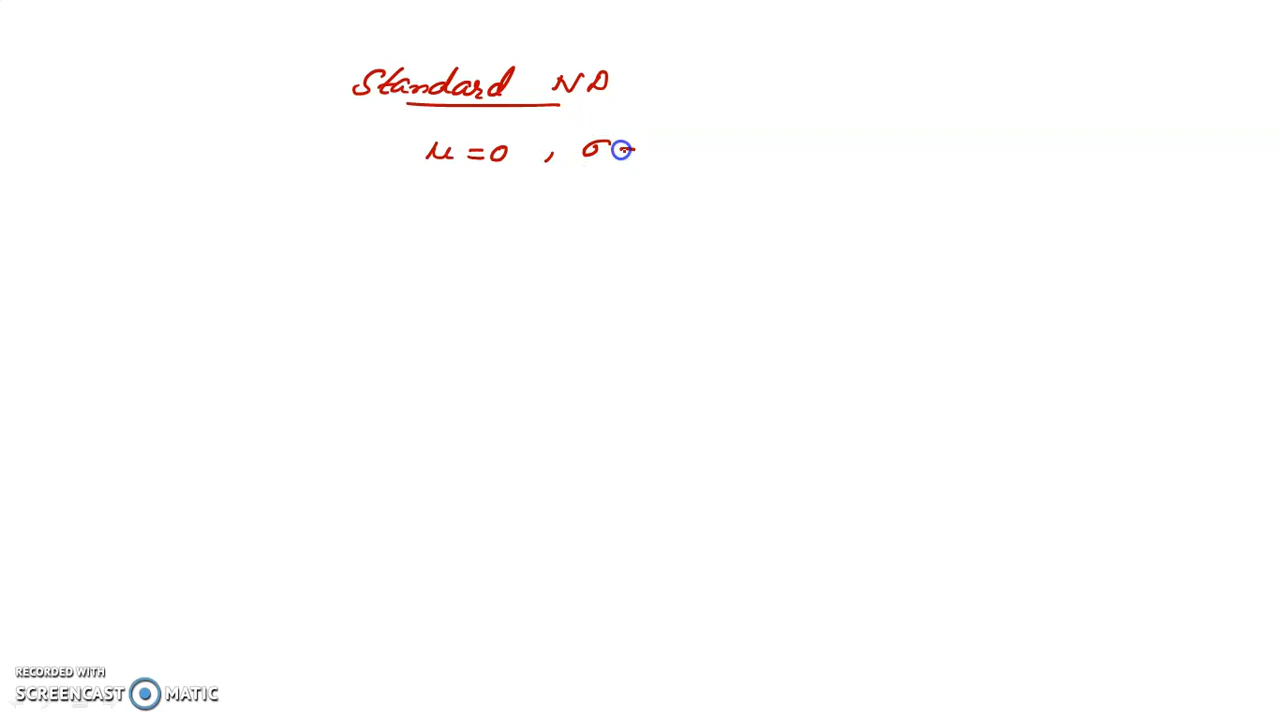 Standard ND
μ = 0 , σ =
RECORDED WITH
SCREENCAST MATIC